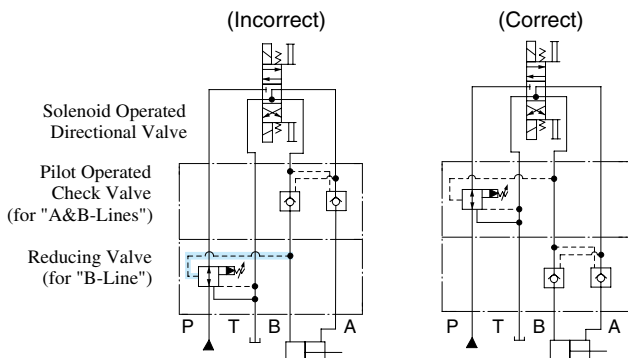 (Incorrect)
(Correct)
Solenoid Operated
Directional Valve
Pilot Operated
Check Valve
(for "A&B-Lines")
Reducing Valve
(for "B-Line")
P T B A
P T B A